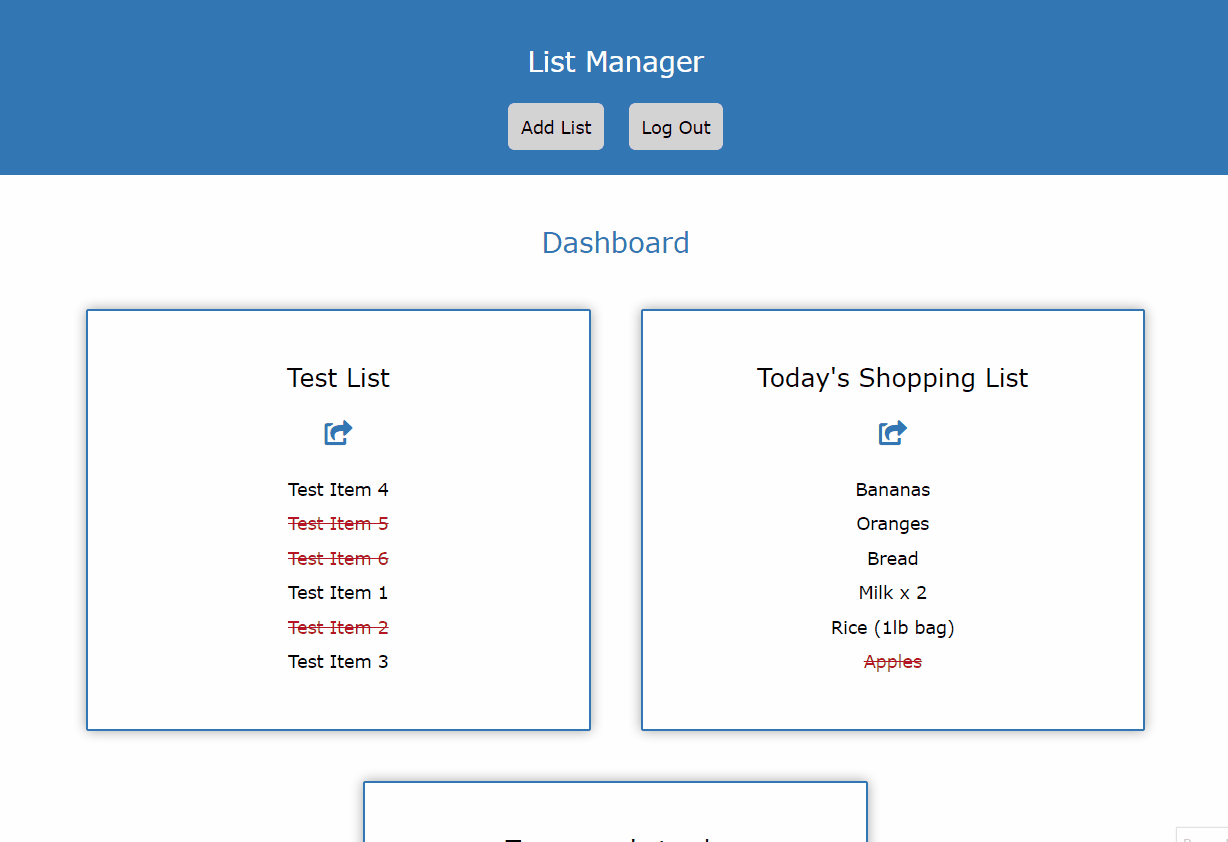 List Manager
Add List
Log Out
Dashboard
Test List
Test Item 4
Test Item 5
Test Item 6
Test Item 1
Test Item 2
Test Item 3
Today's Shopping List
Bananas
Oranges
Bread
Milk x 2
Rice (1lb bag)
Apples